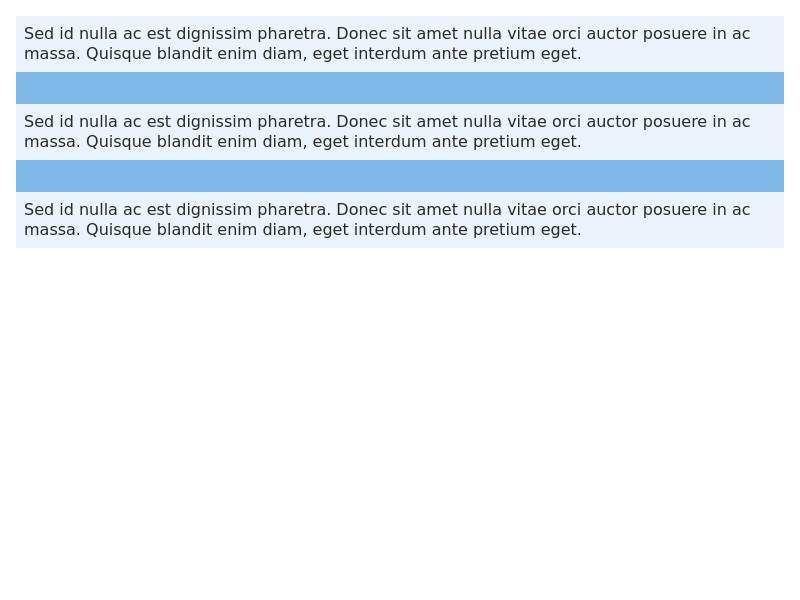 Sed id nulla ac est dignissim pharetra. Donec sit amet nulla vitae orci auctor posuere in ac
massa. Quisque blandit enim diam, eget interdum ante pretium eget.
Sed id nulla ac est dignissim pharetra. Donec sit amet nulla vitae orci auctor posuere in ac
massa. Quisque blandit enim diam, eget interdum ante pretium eget.
Sed id nulla ac est dignissim pharetra. Donec sit amet nulla vitae orci auctor posuere in ac
massa. Quisque blandit enim diam, eget interdum ante pretium eget.